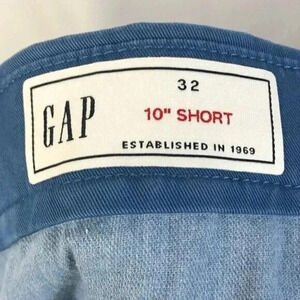 GAP
32
10" SHORT
ESTABLISHED IN 1969